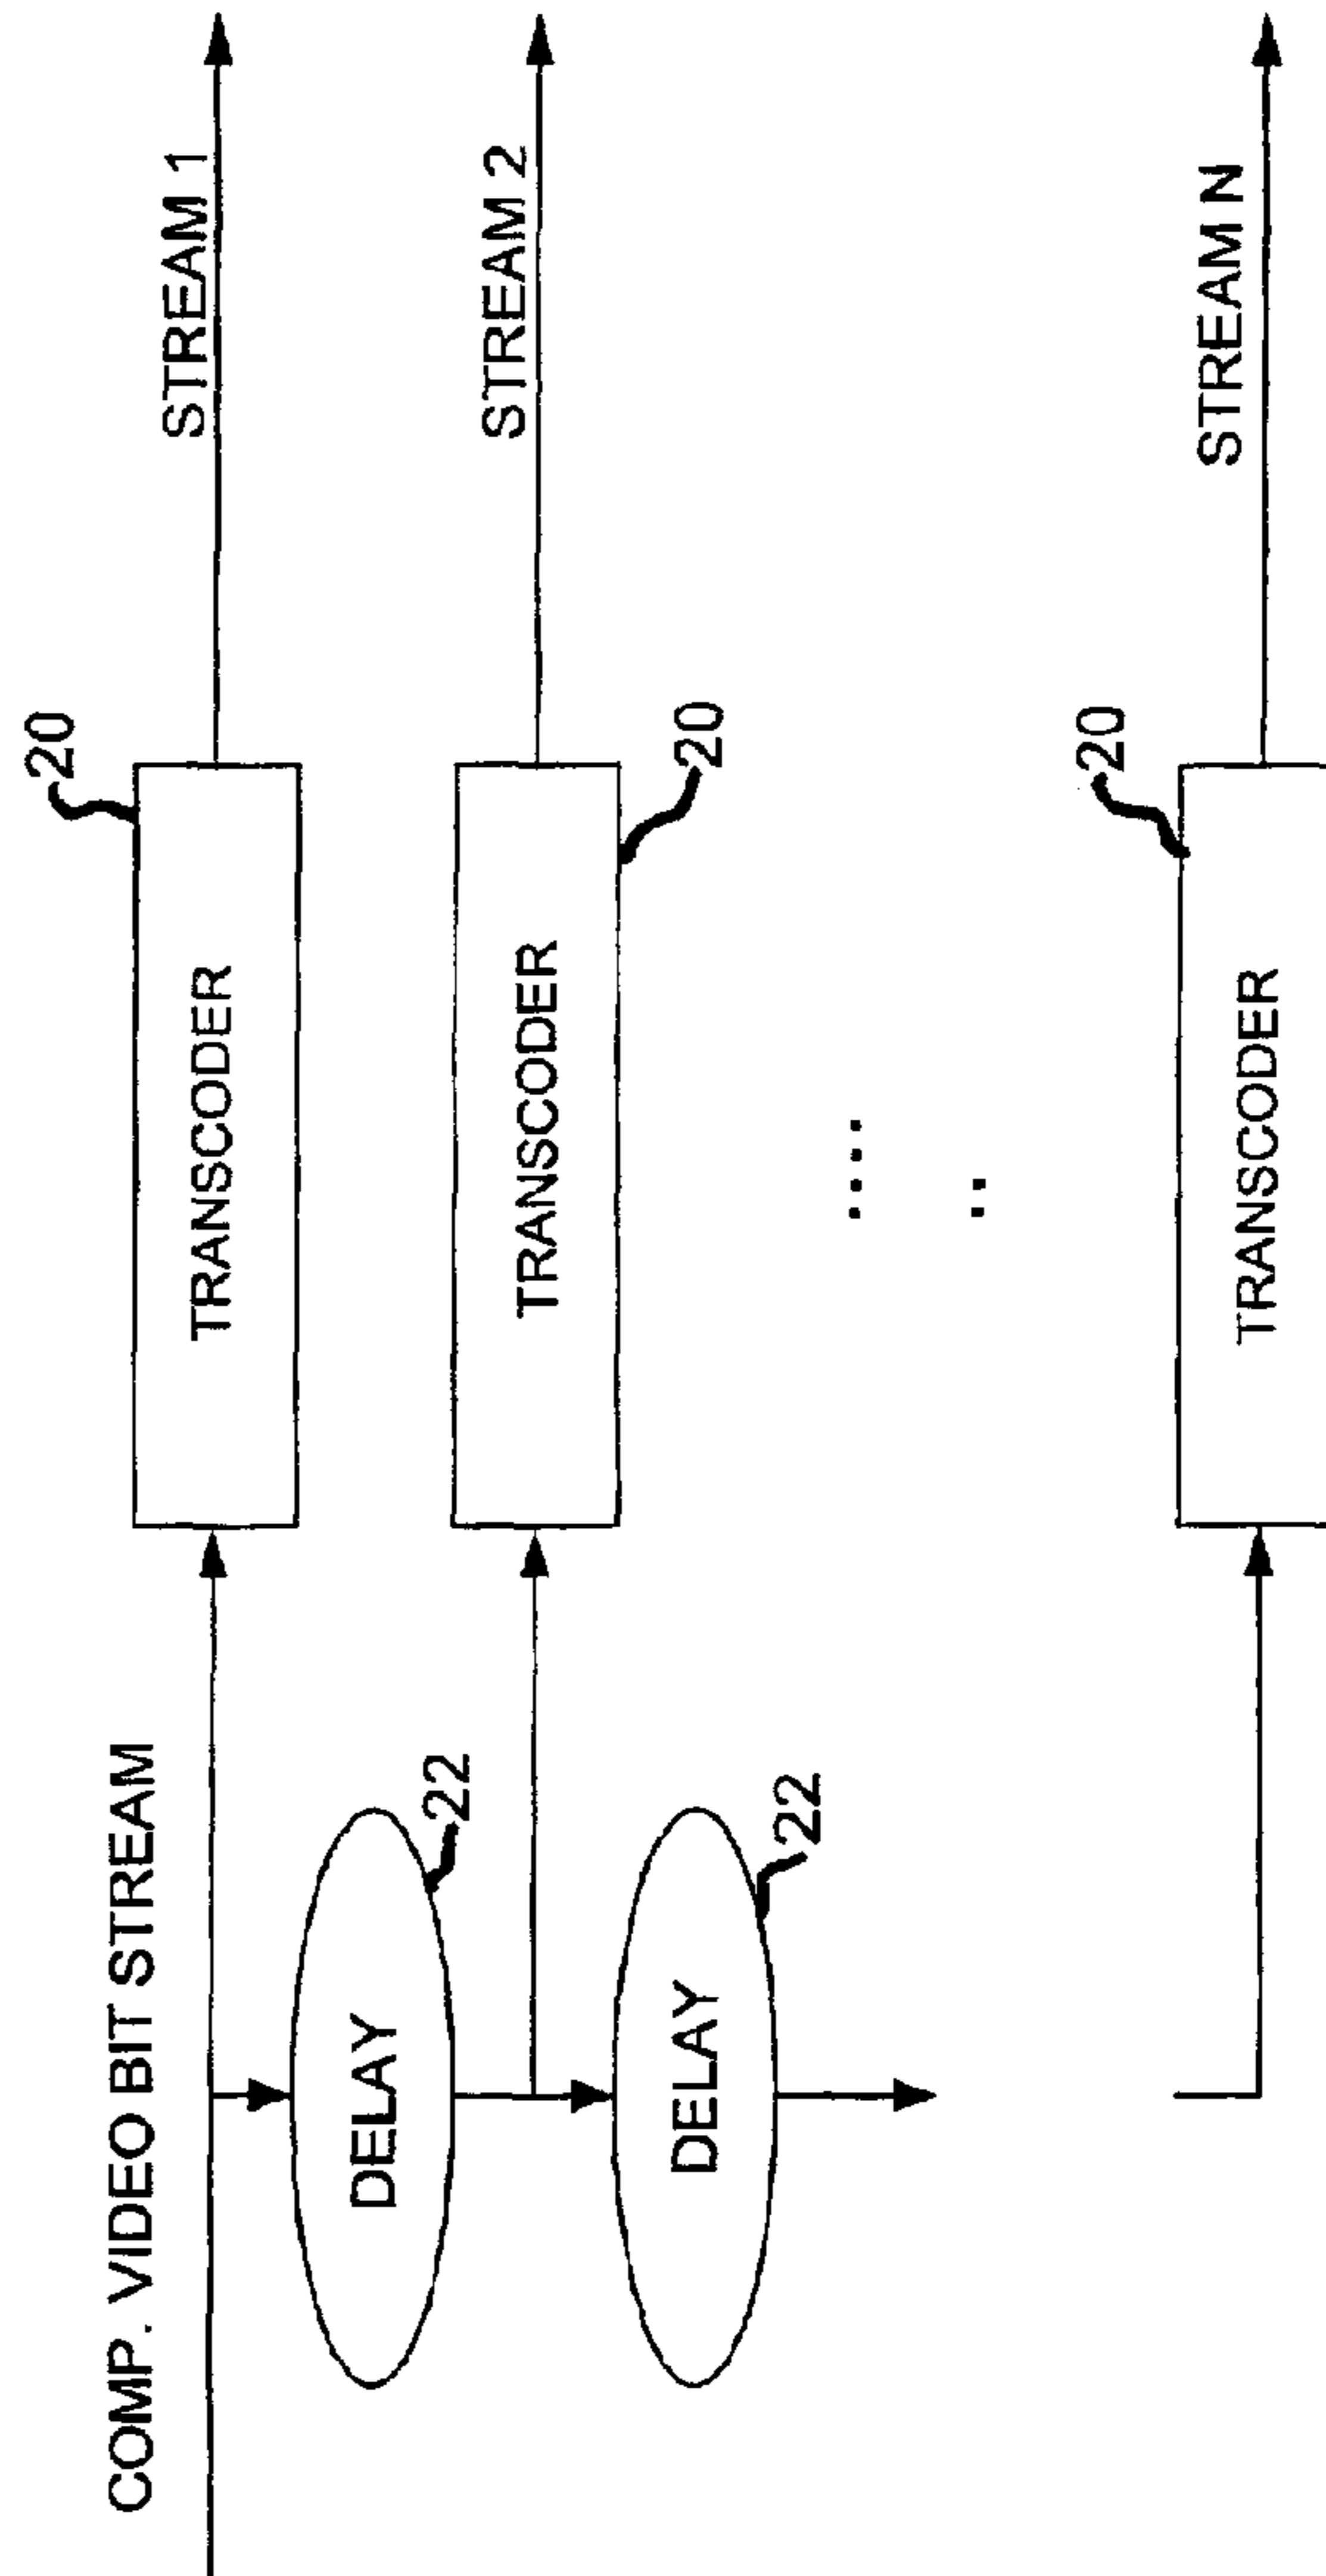 COMP. VIDEO BIT STREAM
20
TRANSCODER
STREAM 1
DELAY
22
TRANSCODER
20
STREAM 2
DELAY
22
20
TRANSCODER
STREAM N